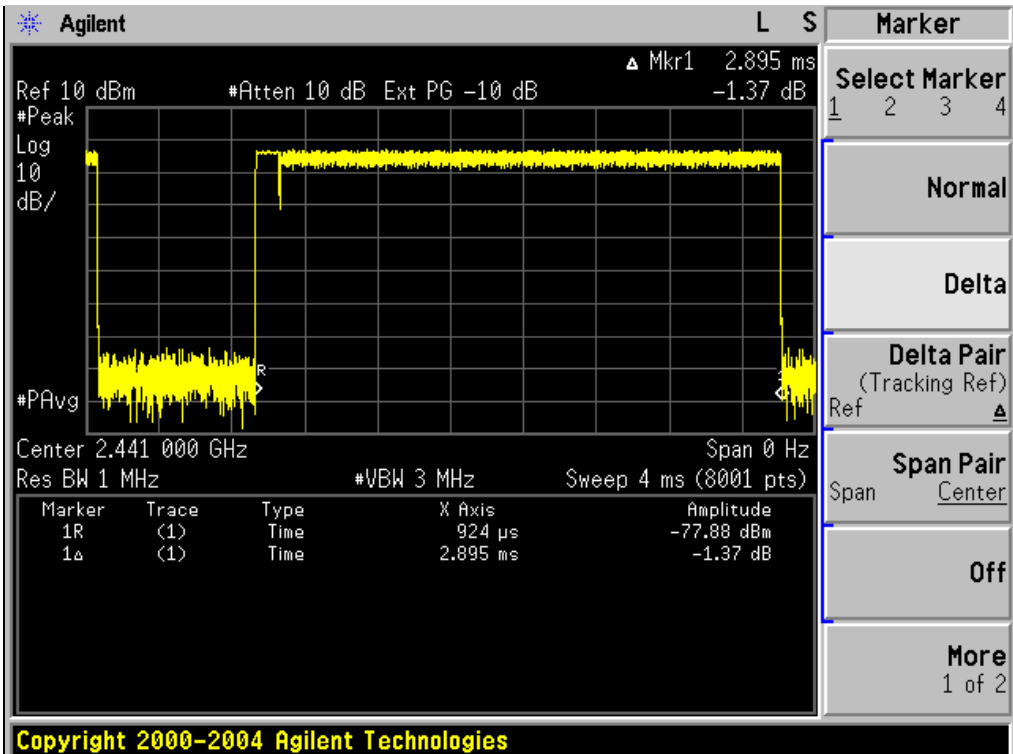 Agilent L S
Δ Mkr1 2.895 ms
Ref 10 dBm #Atten 10 dB Ext PG -10 dB -1.37 dB
#Peak
Log
10
dB/
#PAvg
R
1
Center 2.441 000 GHz Span 0 Hz
Res BW 1 MHz #VBW 3 MHz Sweep 4 ms (8001 pts)
Marker Trace Type X Axis Amplitude
1R (1) Time 924 µs -77.88 dBm
1Δ (1) Time 2.895 ms -1.37 dB
Copyright 2000-2004 Agilent Technologies
Marker
Select Marker
1 2 3 4
Normal
Delta
Delta Pair
(Tracking Ref)
Ref Δ
Span Pair
Span Center
Off
More
1 of 2